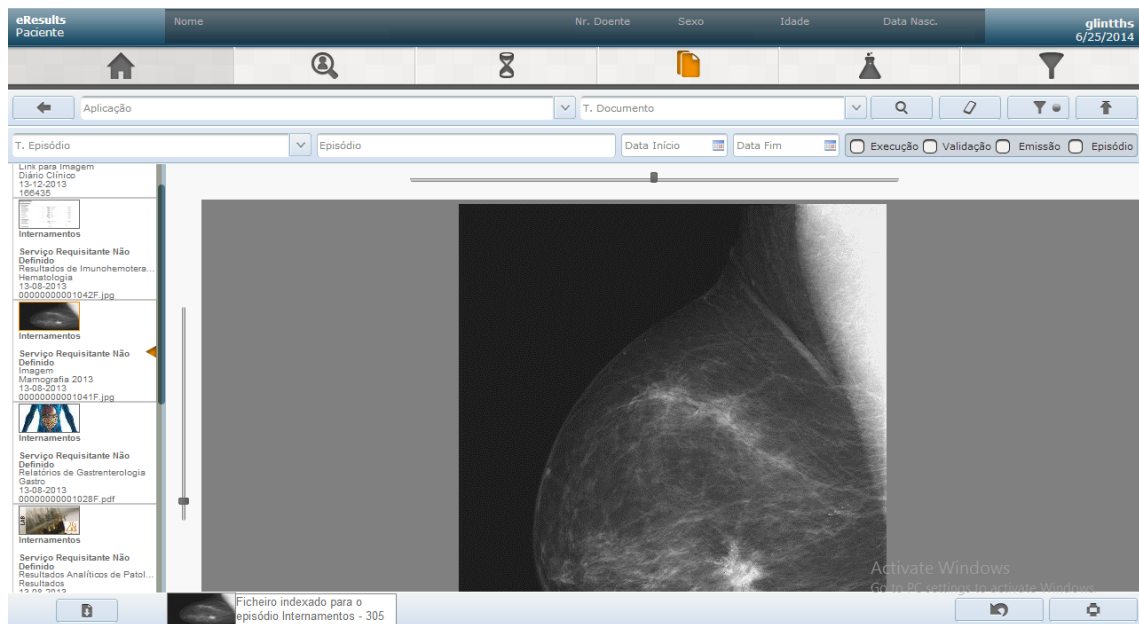 eResults
Paciente
Nome
Nr. Doente
Sexo
Idade
Data Nasc.
glintths
6/25/2014
Aplicação
T. Documento
T. Episódio
Episódio
Data Início
Data Fim
Execução
Validação
Emissão
Episódio
Link para Imagem
Diário Clínico
13-12-2013
166435
Internamentos
Serviço Requisitante Não
Definido
Resultados de Imunohemotera...
Hematologia
13-08-2013
00000000001042F.jpg
Internamentos
Serviço Requisitante Não
Definido
Imagem
Mamografia 2013
13-08-2013
00000000001041F.jpg
Internamentos
Serviço Requisitante Não
Definido
Relatórios de Gastrenterologia
Gastro
13-08-2013
00000000001028F.pdf
LAB
Internamentos
Serviço Requisitante Não
Definido
Resultados Analíticos de Patol...
Resultados
13-08-2013
Activate Windows
Go to PC settings to activate Windows.
Ficheiro indexado para o
episódio Internamentos - 305